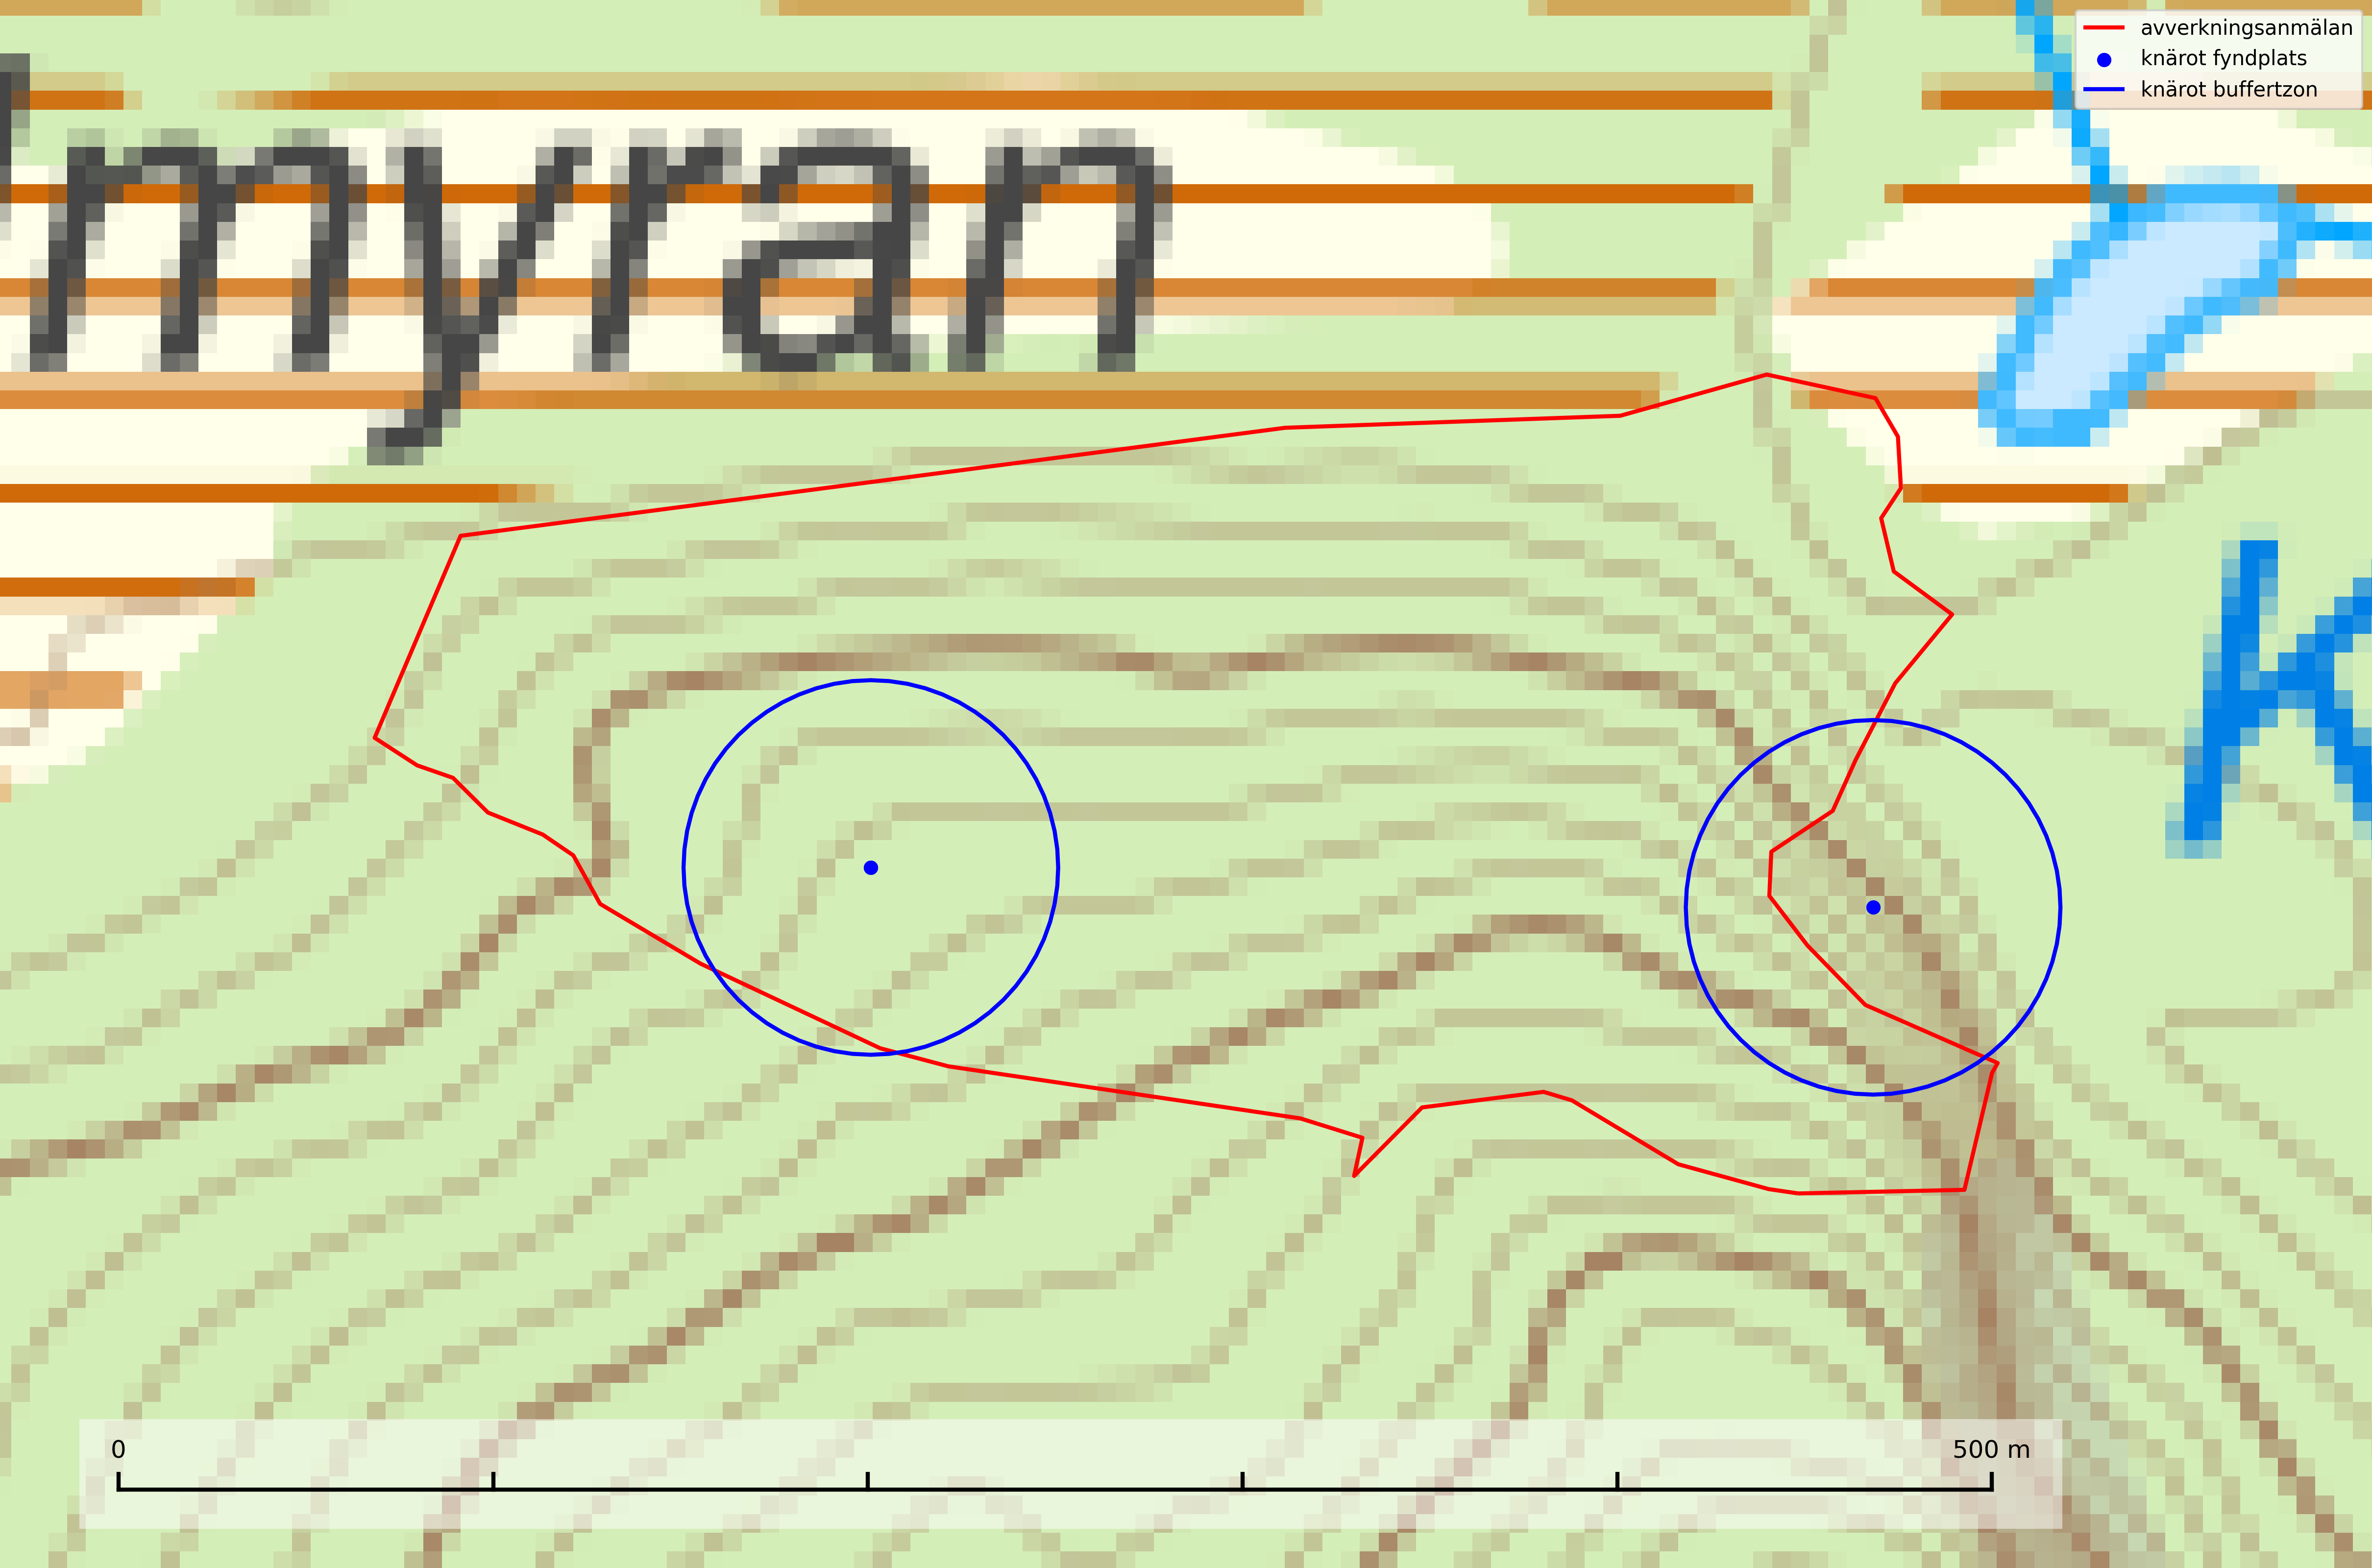 avverkningsanmälan
knärot fyndplats
knärot buffertzon
myran
K
0 500 m